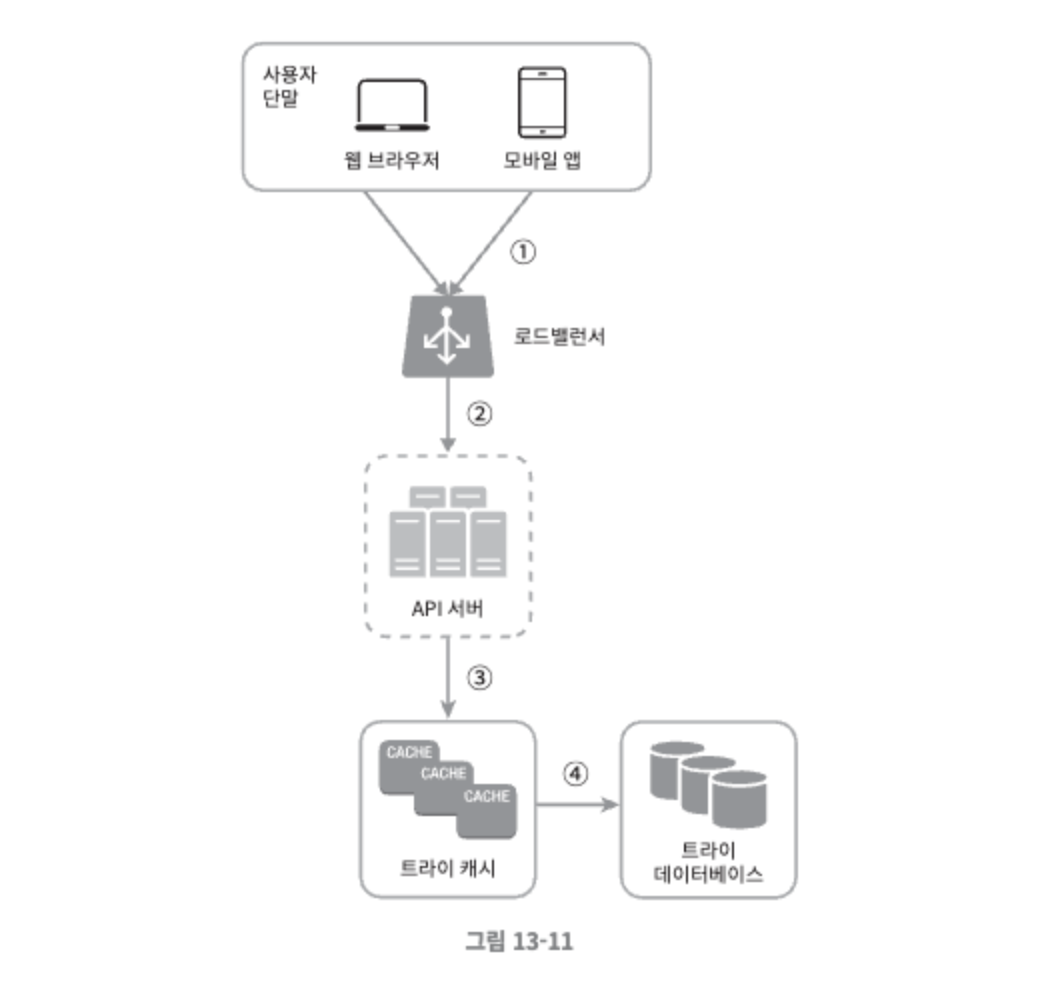 사용자
단말
웹 브라우저
모바일 앱
①
로드밸런서
②
API 서버
③
CACHE
CACHE
CACHE
트라이 캐시
④
트라이
데이터베이스
그림 13-11